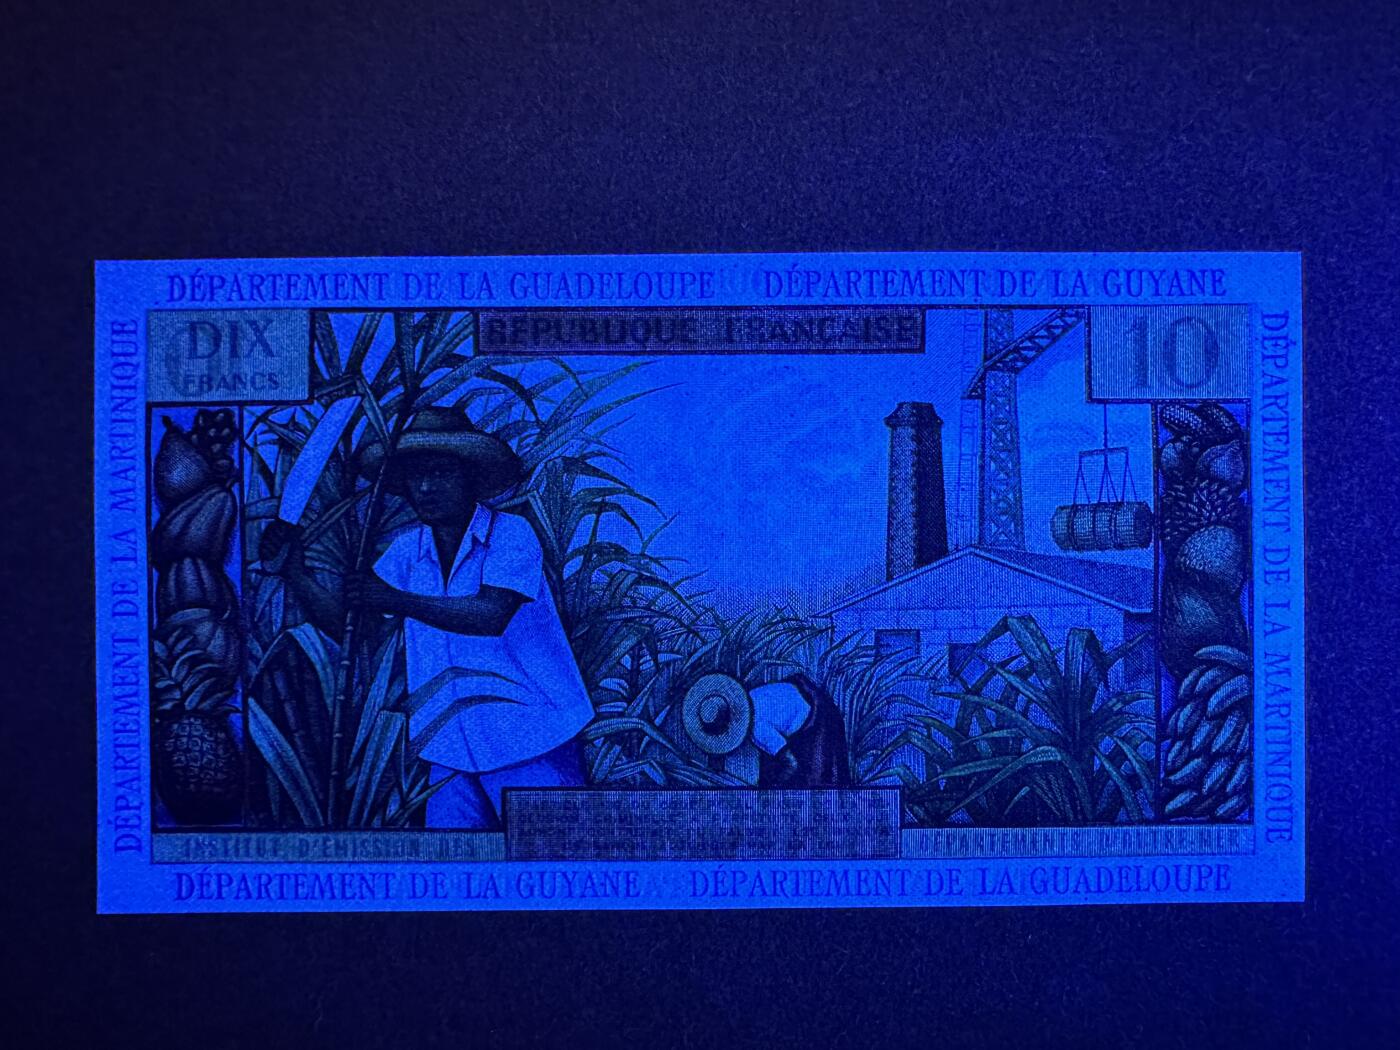 DÉPARTEMENT DE LA GUADELOUPE DÉPARTEMENT DE LA GUYANE
DIX
FRANCS
RÉPUBLIQUE FRANÇAISE
10
DÉPARTEMENT DE LA MARTINIQUE
DÉPARTEMENT DE LA MARTINIQUE
INSTITUT D'ÉMISSION DES
DÉPARTEMENTS D'OUTRE-MER
DÉPARTEMENT DE LA GUYANE DÉPARTEMENT DE LA GUADELOUPE